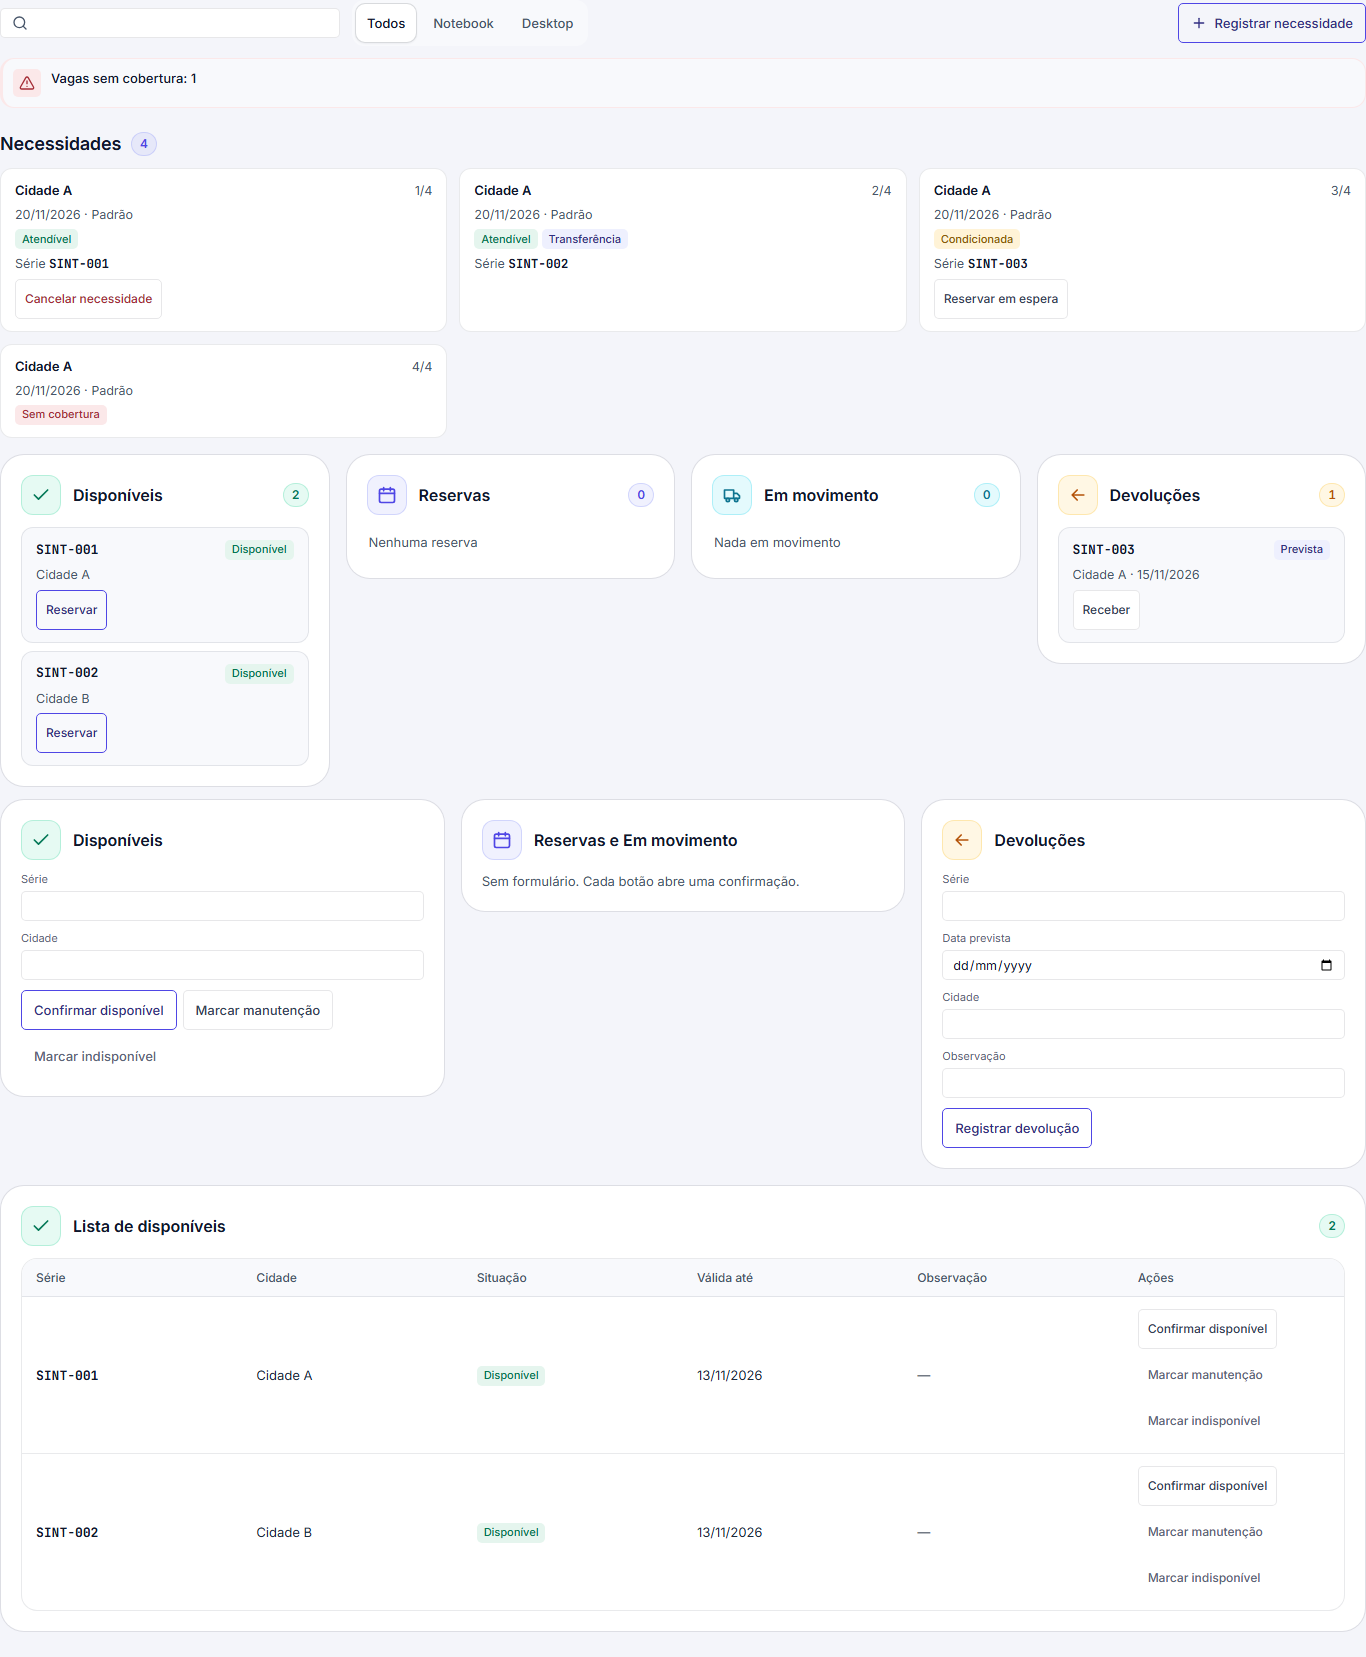 Todos Notebook Desktop
Registrar necessidade
Vagas sem cobertura: 1
Necessidades 4
Cidade A 1/4
20/11/2026 · Padrão
Atendível
Série SINT-001
Cancelar necessidade
Cidade A 2/4
20/11/2026 · Padrão
Atendível Transferência
Série SINT-002
Cidade A 3/4
20/11/2026 · Padrão
Condicionada
Série SINT-003
Reservar em espera
Cidade A 4/4
20/11/2026 · Padrão
Sem cobertura
Disponíveis 2
SINT-001 Disponível
Cidade A
Reservar
SINT-002 Disponível
Cidade B
Reservar
Reservas 0
Nenhuma reserva
Em movimento 0
Nada em movimento
Devoluções 1
SINT-003 Prevista
Cidade A · 15/11/2026
Receber
Disponíveis
Série
Cidade
Confirmar disponível Marcar manutenção
Marcar indisponível
Reservas e Em movimento
Sem formulário. Cada botão abre uma confirmação.
Devoluções
Série
Data prevista
dd/mm/yyyy
Cidade
Observação
Registrar devolução
Lista de disponíveis 2
Série Cidade Situação Válida até Observação Ações
SINT-001 Cidade A Disponível 13/11/2026 —
Confirmar disponível
Marcar manutenção
Marcar indisponível
SINT-002 Cidade B Disponível 13/11/2026 —
Confirmar disponível
Marcar manutenção
Marcar indisponível